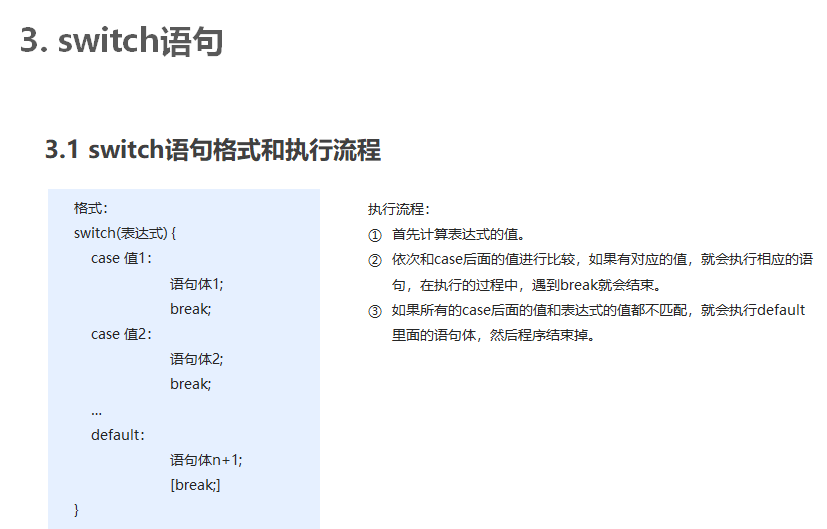 3. switch语句
3.1 switch语句格式和执行流程
格式：
switch(表达式) {
case 值1：
语句体1;
break;
case 值2：
语句体2;
break;
…
default：
语句体n+1;
[break;]
}
执行流程：
① 首先计算表达式的值。
② 依次和case后面的值进行比较，如果有对应的值，就会执行相应的语
句，在执行的过程中，遇到break就会结束。
③ 如果所有的case后面的值和表达式的值都不匹配，就会执行default
里面的语句体，然后程序结束掉。